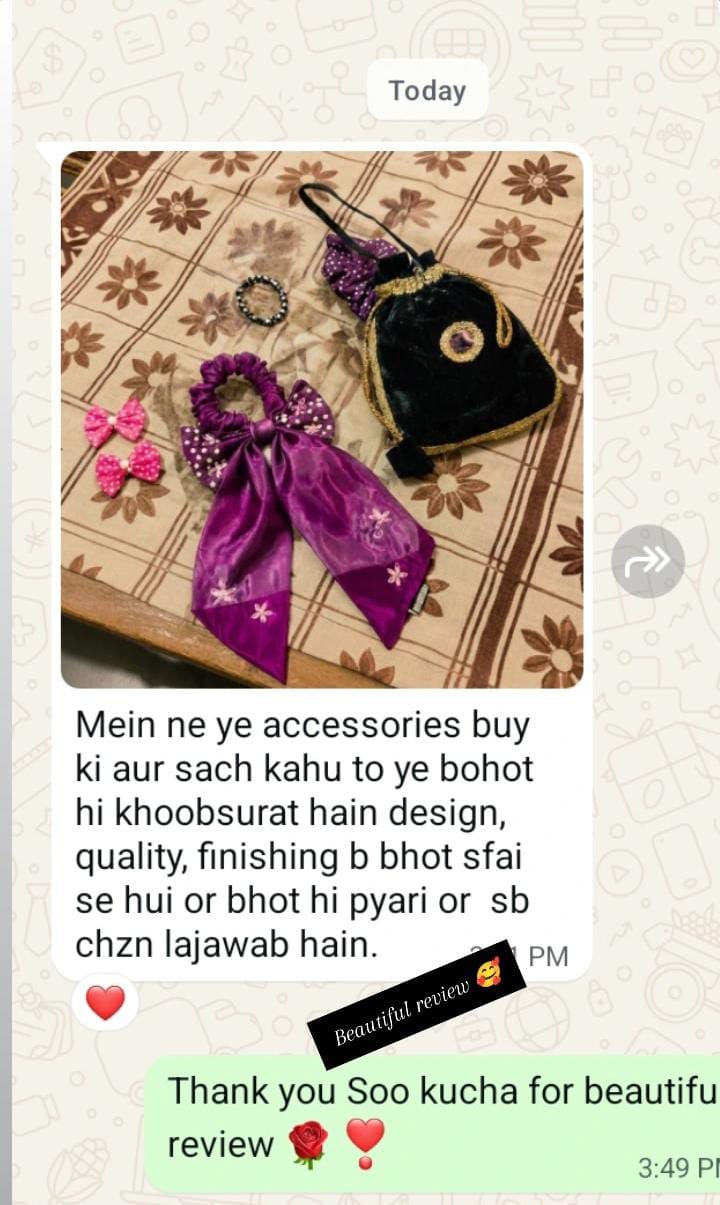 Today
Mein ne ye accessories buy
ki aur sach kahu to ye bohot
hi khoobsurat hain design,
quality, finishing b bhot sfai
se hui or bhot hi pyari or sb
chzn lajawab hain.
PM
❤️
Beautiful review 🥰
Thank you Soo kucha for beautifu
review 🌹 ❣️
3:49 PM